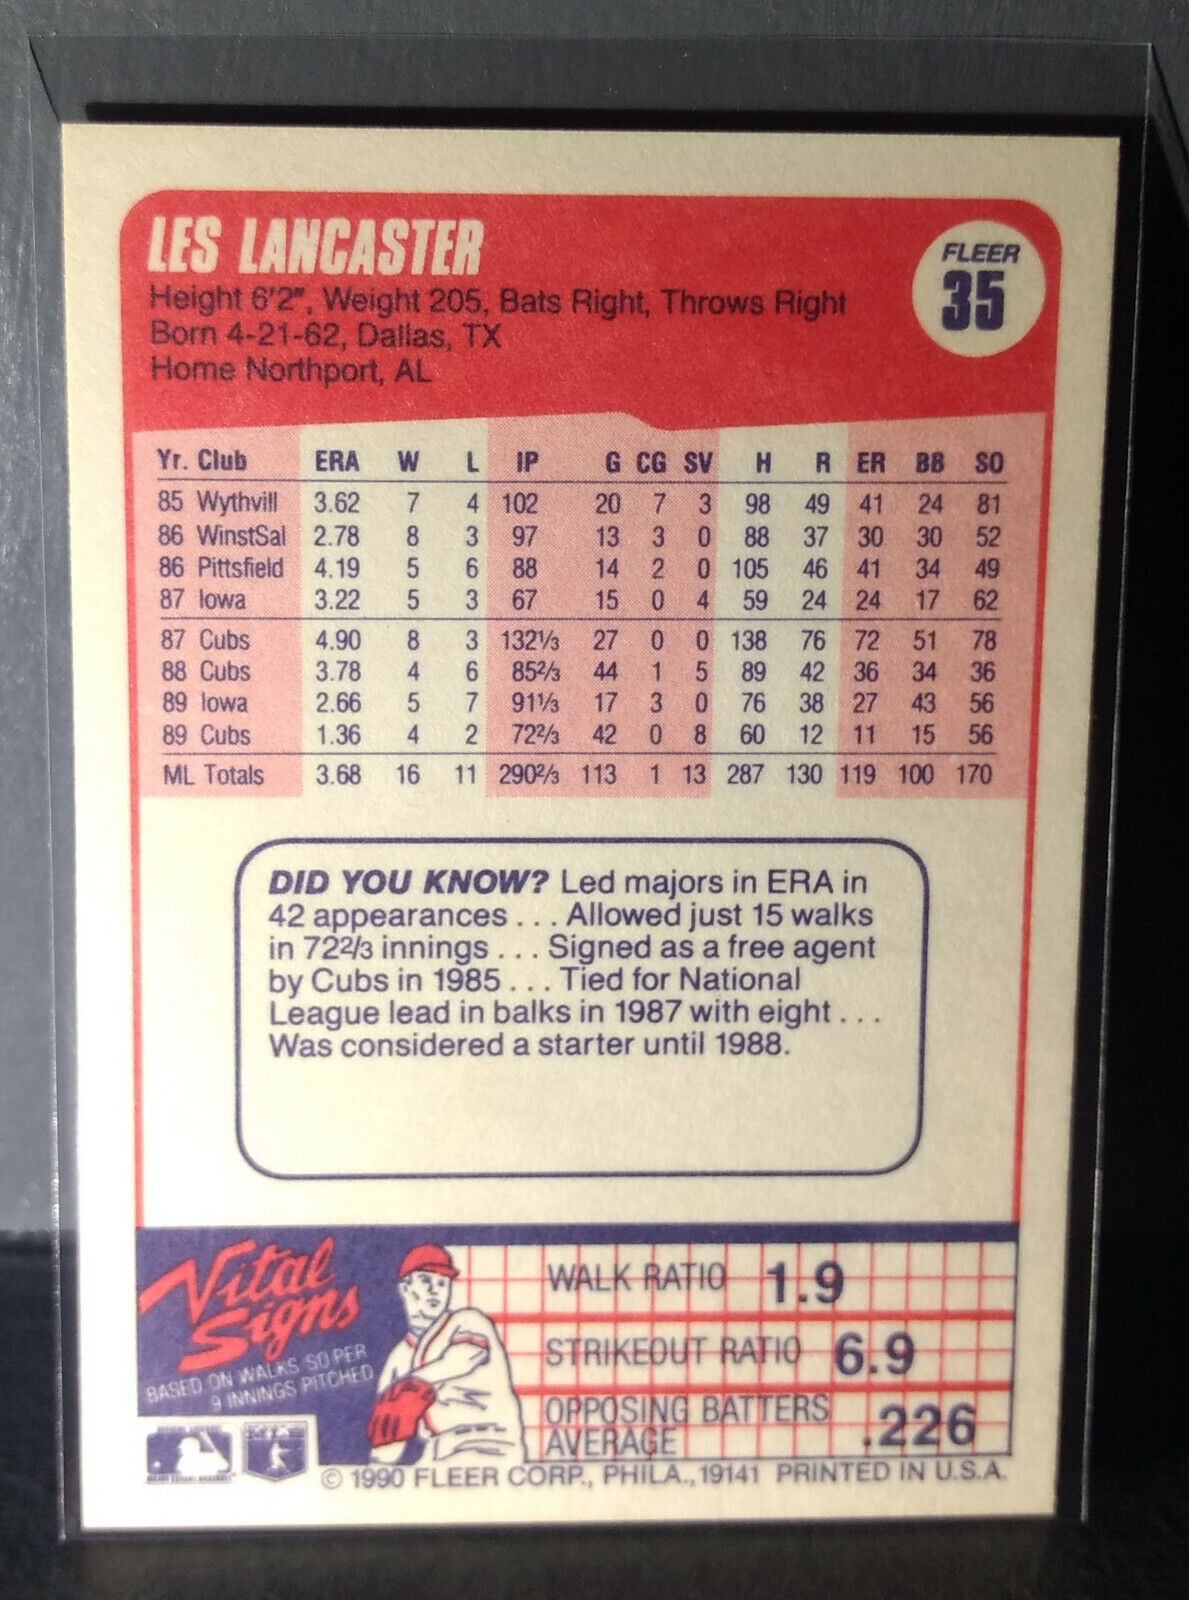 LES LANCASTER
FLEER
35
Height 6'2", Weight 205, Bats Right, Throws Right
Born 4-21-62, Dallas, TX
Home Northport, AL
Yr. Club ERA W L IP G CG SV H R ER BB SO
85 Wythvill 3.62 7 4 102 20 7 3 98 49 41 24 81
86 WinstSal 2.78 8 3 97 13 3 0 88 37 30 30 52
86 Pittsfield 4.19 5 6 88 14 2 0 105 46 41 34 49
87 Iowa 3.22 5 3 67 15 0 4 59 24 24 17 62
87 Cubs 4.90 8 3 132⅓ 27 0 0 138 76 72 51 78
88 Cubs 3.78 4 6 85⅔ 44 1 5 89 42 36 34 36
89 Iowa 2.66 5 7 91⅓ 17 3 0 76 38 27 43 56
89 Cubs 1.36 4 2 72⅔ 42 0 8 60 12 11 15 56
ML Totals 3.68 16 11 290⅔ 113 1 13 287 130 119 100 170
DID YOU KNOW? Led majors in ERA in
42 appearances . . . Allowed just 15 walks
in 72⅔ innings . . . Signed as a free agent
by Cubs in 1985 . . . Tied for National
League lead in balks in 1987 with eight . . .
Was considered a starter until 1988.
Vital
Signs
BASED ON WALKS SO PER
9 INNINGS PITCHED
WALK RATIO 1.9
STRIKEOUT RATIO 6.9
OPPOSING BATTERS
AVERAGE .226
© 1990 FLEER CORP., PHILA., 19141 PRINTED IN U.S.A.